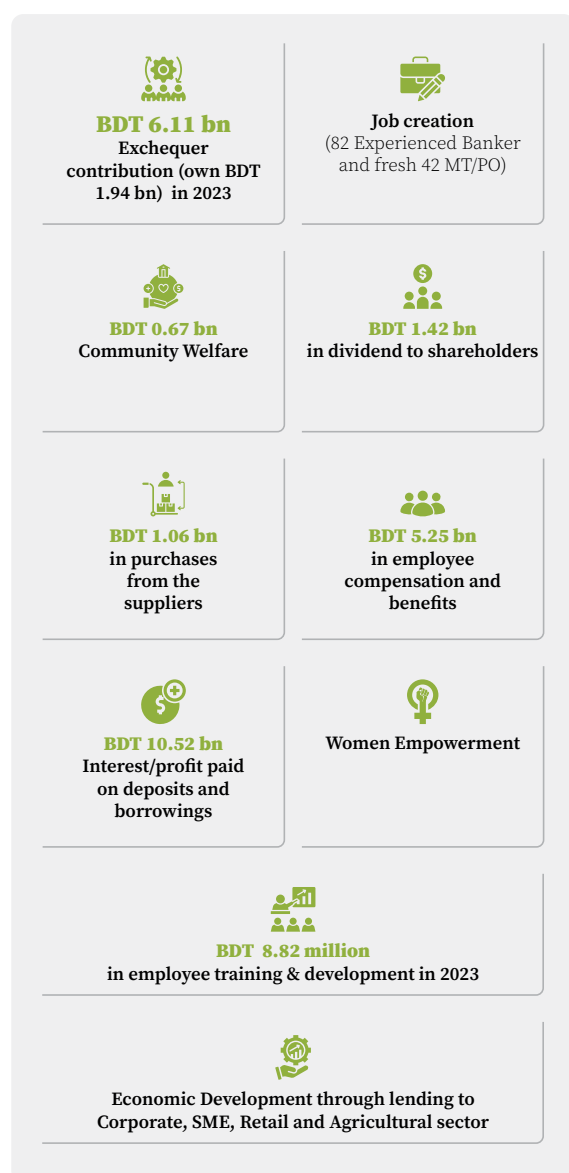 BDT 6.11 bn
Exchequer
contribution (own BDT
1.94 bn) in 2023
Job creation
(82 Experienced Banker
and fresh 42 MT/PO)
BDT 0.67 bn
Community Welfare
BDT 1.42 bn
in dividend to shareholders
BDT 1.06 bn
in purchases
from the
suppliers
BDT 5.25 bn
in employee
compensation and
benefits
BDT 10.52 bn
Interest/profit paid
on deposits and
borrowings
Women Empowerment
BDT 8.82 million
in employee training & development in 2023
Economic Development through lending to
Corporate, SME, Retail and Agricultural sector